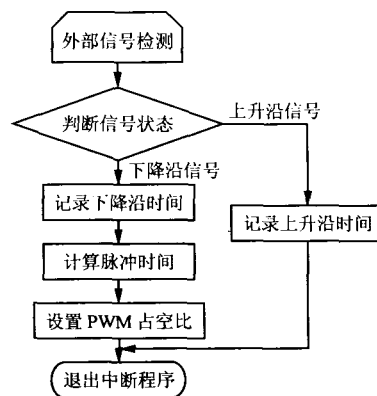 外部信号检测
上升沿信号
判断信号状态
下降沿信号
记录下降沿时间
记录上升沿时间
计算脉冲时间
设置 PWM 占空比
退出中断程序